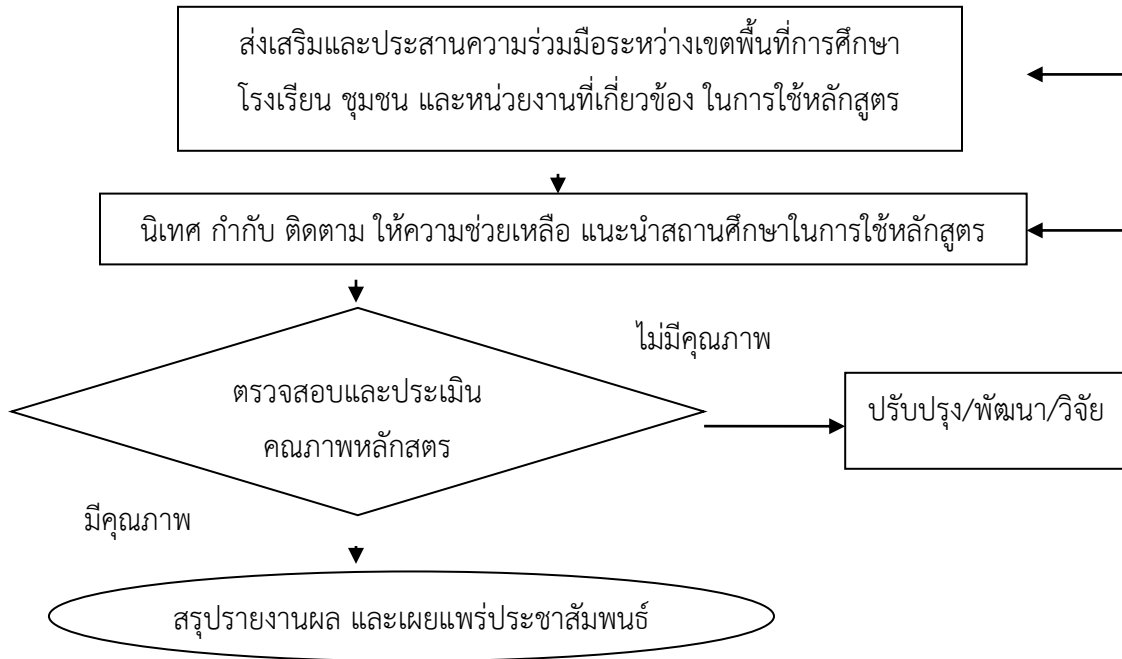 ส่งเสริมและประสานความร่วมมือระหว่างเขตพื้นที่การศึกษา
โรงเรียน ชุมชน และหน่วยงานที่เกี่ยวข้อง ในการใช้หลักสูตร
นิเทศ กำกับ ติดตาม ให้ความช่วยเหลือ แนะนำสถานศึกษาในการใช้หลักสูตร
ไม่มีคุณภาพ
ตรวจสอบและประเมิน
คณภาพหลักสตร
ปรับปรุง/พัฒนา/วิจัย
มีคุณภาพ
สรุปรายงานผล และเผยแพร่ประชาสัมพนธ์